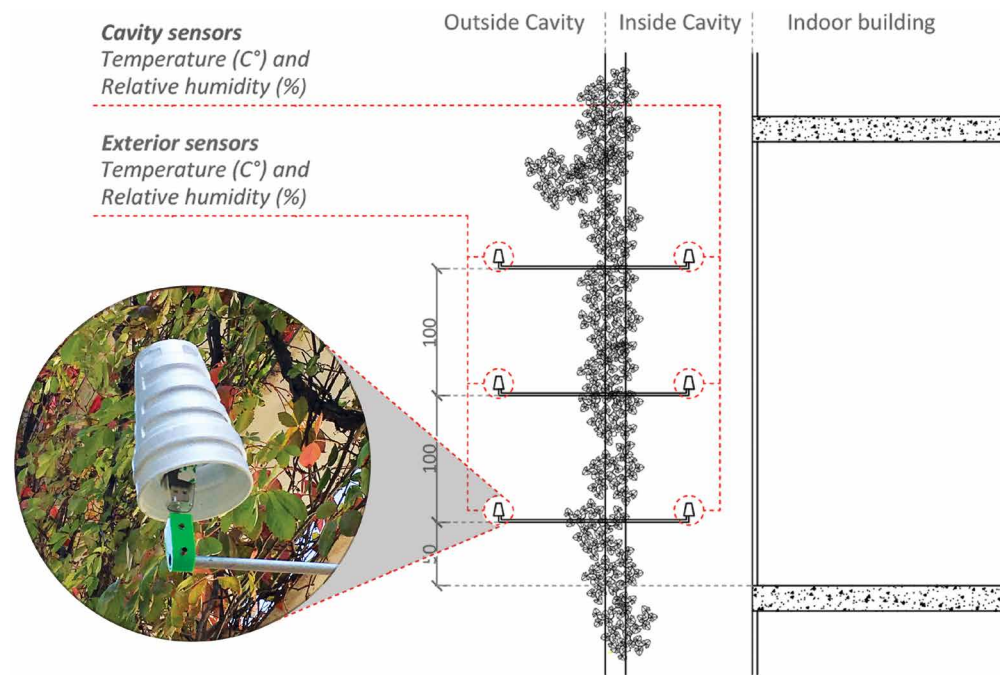 Cavity sensors
Temperature (C°) and
Relative humidity (%)
Exterior sensors
Temperature (C°) and
Relative humidity (%)
Outside Cavity
Inside Cavity
Indoor building
100
100
50